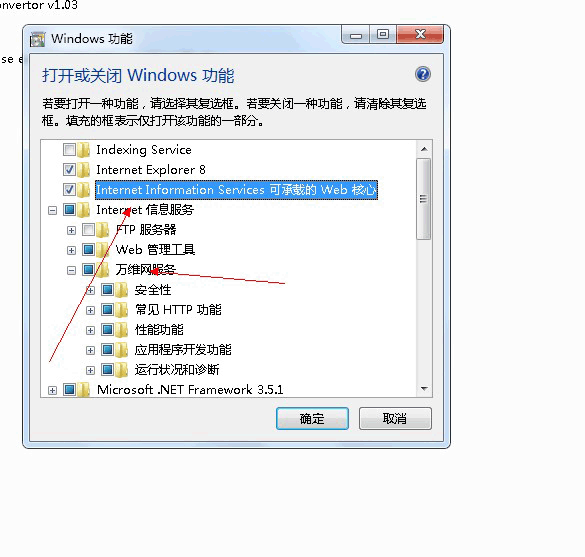 nvertor v1.03
Windows 功能
se e
打开或关闭 Windows 功能
若要打开一种功能，请选择其复选框。若要关闭一种功能，请清除其复选
框。填充的框表示仅打开该功能的一部分。
Indexing Service
Internet Explorer 8
Internet Information Services 可承载的 Web 核心
Internet 信息服务
FTP 服务器
Web 管理工具
万维网服务
安全性
常见 HTTP 功能
性能功能
应用程序开发功能
运行状况和诊断
Microsoft .NET Framework 3.5.1
确定
取消